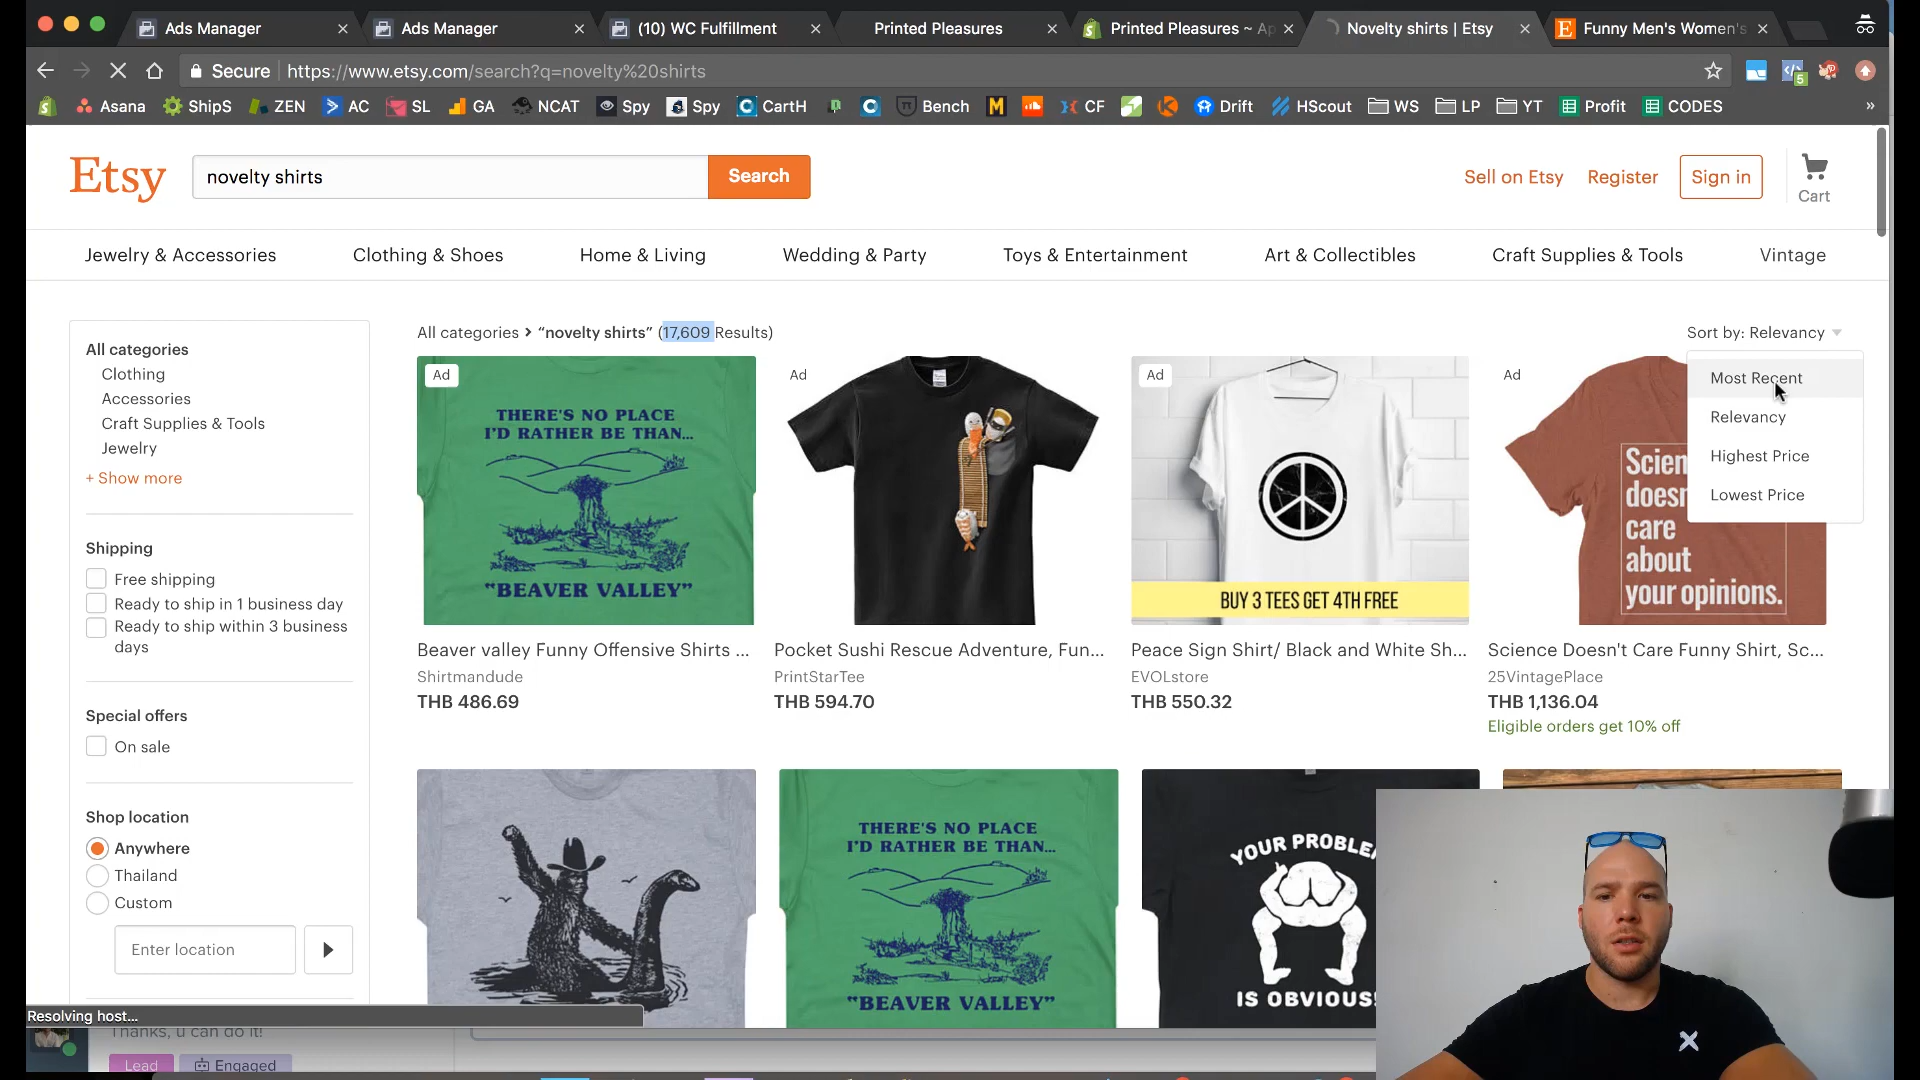 Ads Manager
Ads Manager
(10) WC Fulfillment
Printed Pleasures
Printed Pleasures ~ Ap
Novelty shirts | Etsy
Funny Men's Women's
Secure
https://www.etsy.com/search?q=novelty%20shirts
5
Asana
ShipS
ZEN
AC
SL
GA
NCAT
Spy
Spy
CartH
Bench
CF
Drift
HScout
WS
LP
YT
Profit
CODES
»
Etsy
novelty shirts
Search
Sell on Etsy
Register
Sign in
Cart
Jewelry & Accessories
Clothing & Shoes
Home & Living
Wedding & Party
Toys & Entertainment
Art & Collectibles
Craft Supplies & Tools
Vintage
All categories
Clothing
Accessories
Craft Supplies & Tools
Jewelry
+ Show more
Shipping
Free shipping
Ready to ship in 1 business day
Ready to ship within 3 business
days
Special offers
On sale
Shop location
Anywhere
Thailand
Custom
Enter location
All categories > “novelty shirts” (17,609 Results)
Sort by: Relevancy
Most Recent
Relevancy
Highest Price
Lowest Price
Ad
THERE'S NO PLACE
I'D RATHER BE THAN...
“BEAVER VALLEY”
Beaver valley Funny Offensive Shirts ...
Shirtmandude
THB 486.69
Ad
Pocket Sushi Rescue Adventure, Fun...
PrintStarTee
THB 594.70
Ad
BUY 3 TEES GET 4TH FREE
Peace Sign Shirt/ Black and White Sh...
EVOLstore
THB 550.32
Ad
Scien
doesn
care
about
your opinions.
Science Doesn't Care Funny Shirt, Sc...
25VintagePlace
THB 1,136.04
Eligible orders get 10% off
THERE'S NO PLACE
I'D RATHER BE THAN...
“BEAVER VALLEY”
YOUR PROBLE
IS OBVIOUS
Resolving host...
Thanks, u can do it!
Lead
Engaged